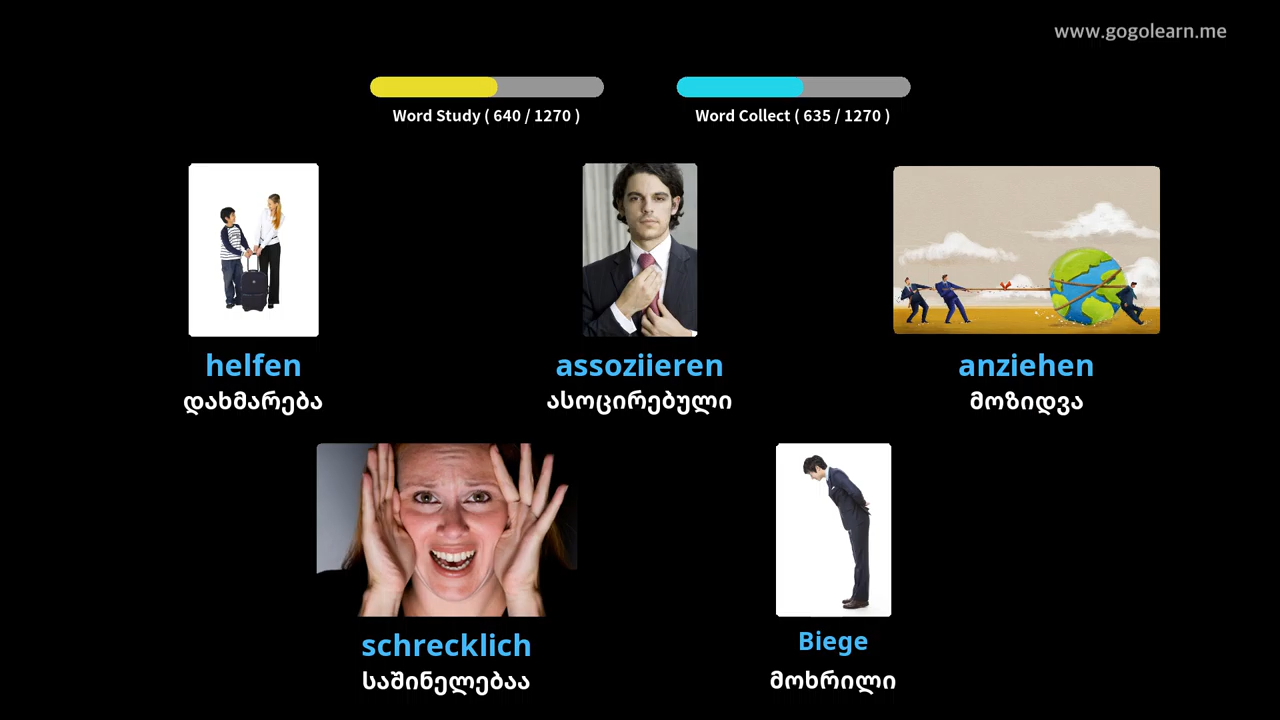 www.gogolearn.me
Word Study ( 640 / 1270 )
Word Collect ( 635 / 1270 )
helfen
დახმარება
assoziieren
ასოცირებული
anziehen
მოზიდვა
schrecklich
საშინელებაა
Biege
მოხრილი